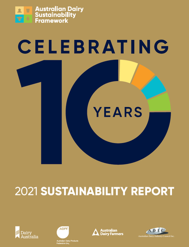 Australian Dairy
Sustainability
Framework
CELEBRATING
10
YEARS
2021 SUSTAINABILITY REPORT
Dairy
Australia
Australian
Dairy Farmers